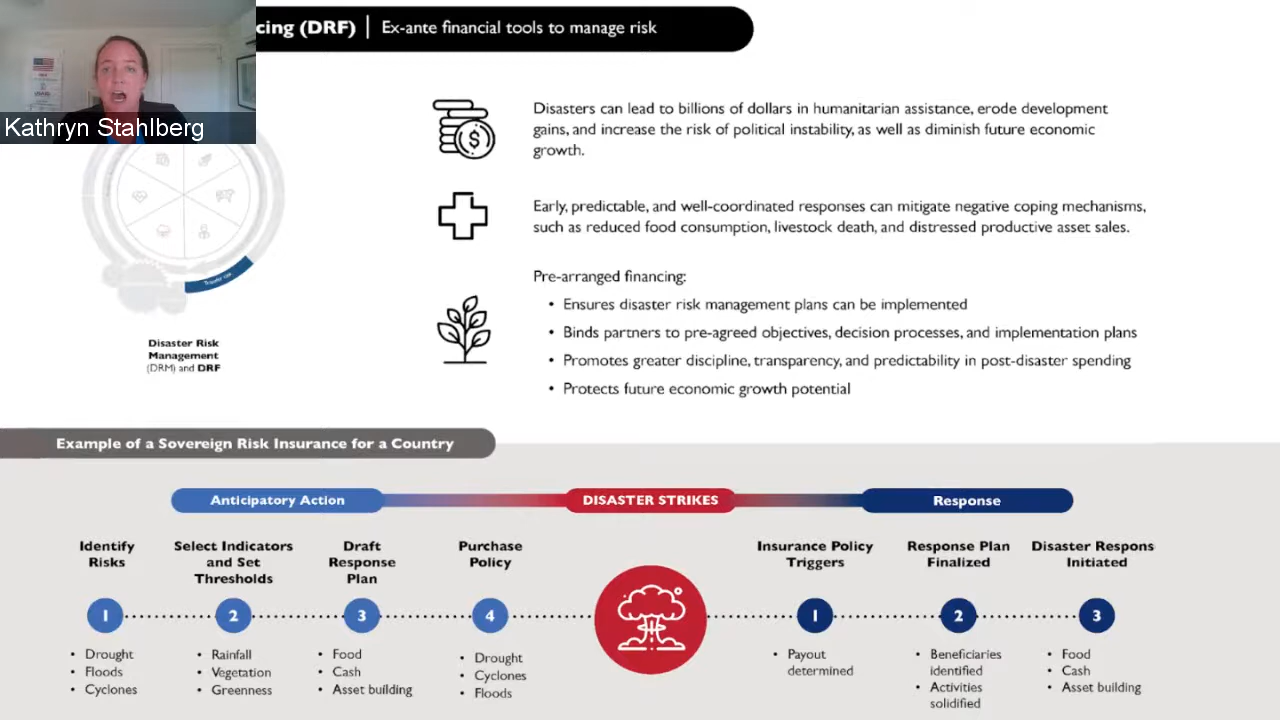 cing (DRF) | Ex-ante financial tools to manage risk
Kathryn Stahlberg
Disasters can lead to billions of dollars in humanitarian assistance, erode development
gains, and increase the risk of political instability, as well as diminish future economic
growth.
Early, predictable, and well-coordinated responses can mitigate negative coping mechanisms,
such as reduced food consumption, livestock death, and distressed productive asset sales.
Pre-arranged financing:
• Ensures disaster risk management plans can be implemented
• Binds partners to pre-agreed objectives, decision processes, and implementation plans
• Promotes greater discipline, transparency, and predictability in post-disaster spending
• Protects future economic growth potential
Transfer risk
Disaster Risk
Management
(DRM) and DRF
Example of a Sovereign Risk Insurance for a Country
Anticipatory Action
DISASTER STRIKES
Response
Identify
Risks
1
• Drought
• Floods
• Cyclones
Select Indicators
and Set
Thresholds
2
• Rainfall
• Vegetation
• Greenness
Draft
Response
Plan
3
• Food
• Cash
• Asset building
Purchase
Policy
4
• Drought
• Cyclones
• Floods
Insurance Policy
Triggers
1
• Payout
determined
Response Plan
Finalized
2
• Beneficiaries
identified
• Activities
solidified
Disaster Respons
Initiated
3
• Food
• Cash
• Asset building